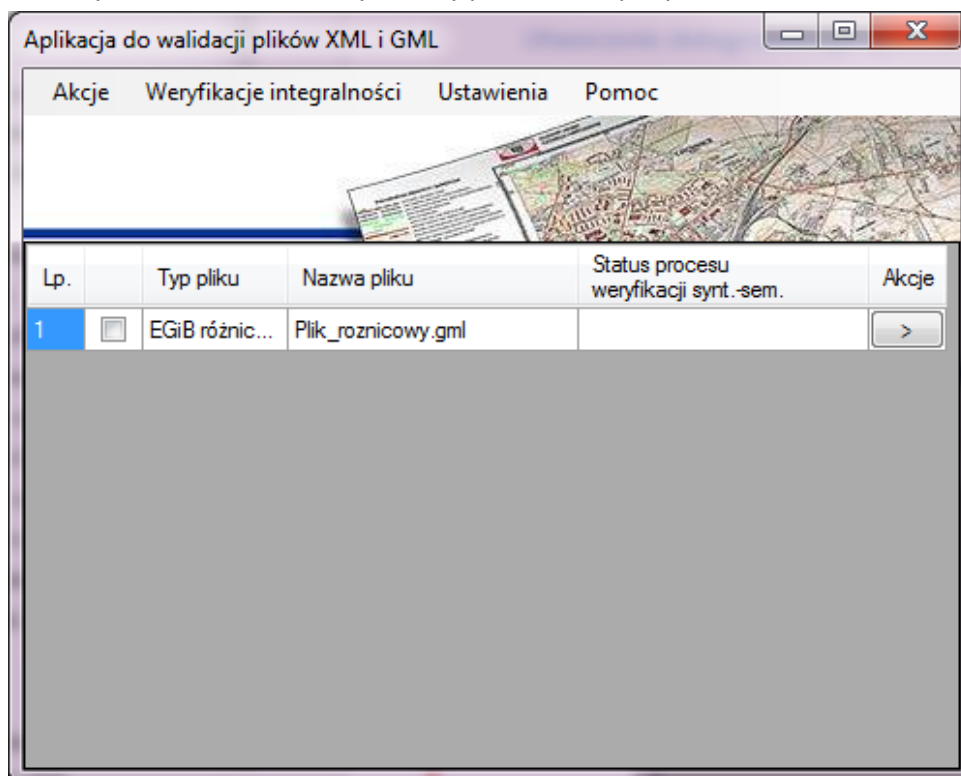 Aplikacja do walidacji plików XML i GML
Akcje Weryfikacje integralności Ustawienia Pomoc
Lp. Typ pliku Nazwa pliku Status procesu weryfikacji synt.-sem. Akcje
1 EGiB różnic... Plik_roznicowy.gml >